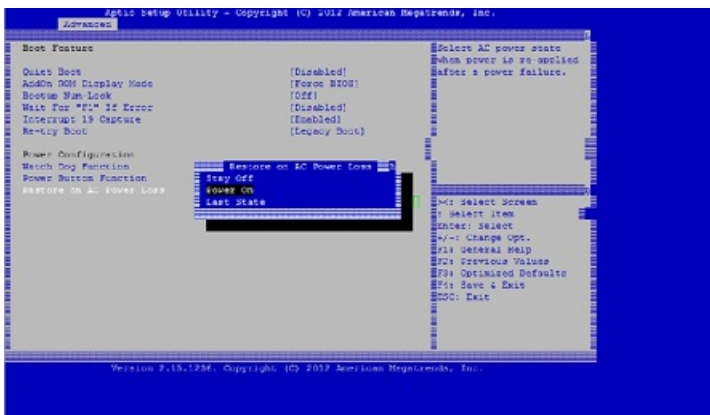 Aptio Setup Utility - Copyright (C) 2012 American Megatrends, Inc.
Advanced
Boot Feature
Quiet Boot [Disabled]
AddOn ROM Display Mode [Force BIOS]
Bootup Num-Lock [Off]
Wait For "F1" If Error [Disabled]
Interrupt 19 Capture [Enabled]
Re-try Boot [Legacy Boot]
Power Configuration
Watch Dog Function
Power Button Function
Restore on AC Power Loss
Restore on AC Power Loss
Stay Off
Power On
Last State
Select AC power state
when power is re-applied
after a power failure.
><: Select Screen
: Select Item
Enter: Select
+/-: Change Opt.
F1: General Help
F2: Previous Values
F3: Optimized Defaults
F4: Save & Exit
ESC: Exit
Version 2.15.1236. Copyright (C) 2012 American Megatrends, Inc.